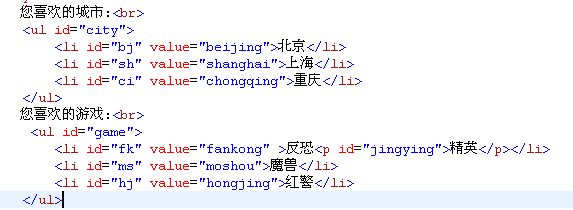 您喜欢的城市:<br>
<ul id="city">
<li id="bj" value="beijing">北京</li>
<li id="sh" value="shanghai">上海</li>
<li id="ci" value="chongqing">重庆</li>
</ul>
您喜欢的游戏:<br>
<ul id="game">
<li id="fk" value="fankong" >反恐<p id="jingying">精英</p></li>
<li id="ms" value="moshou">魔兽</li>
<li id="hj" value="hongjing">红警</li>
</ul>